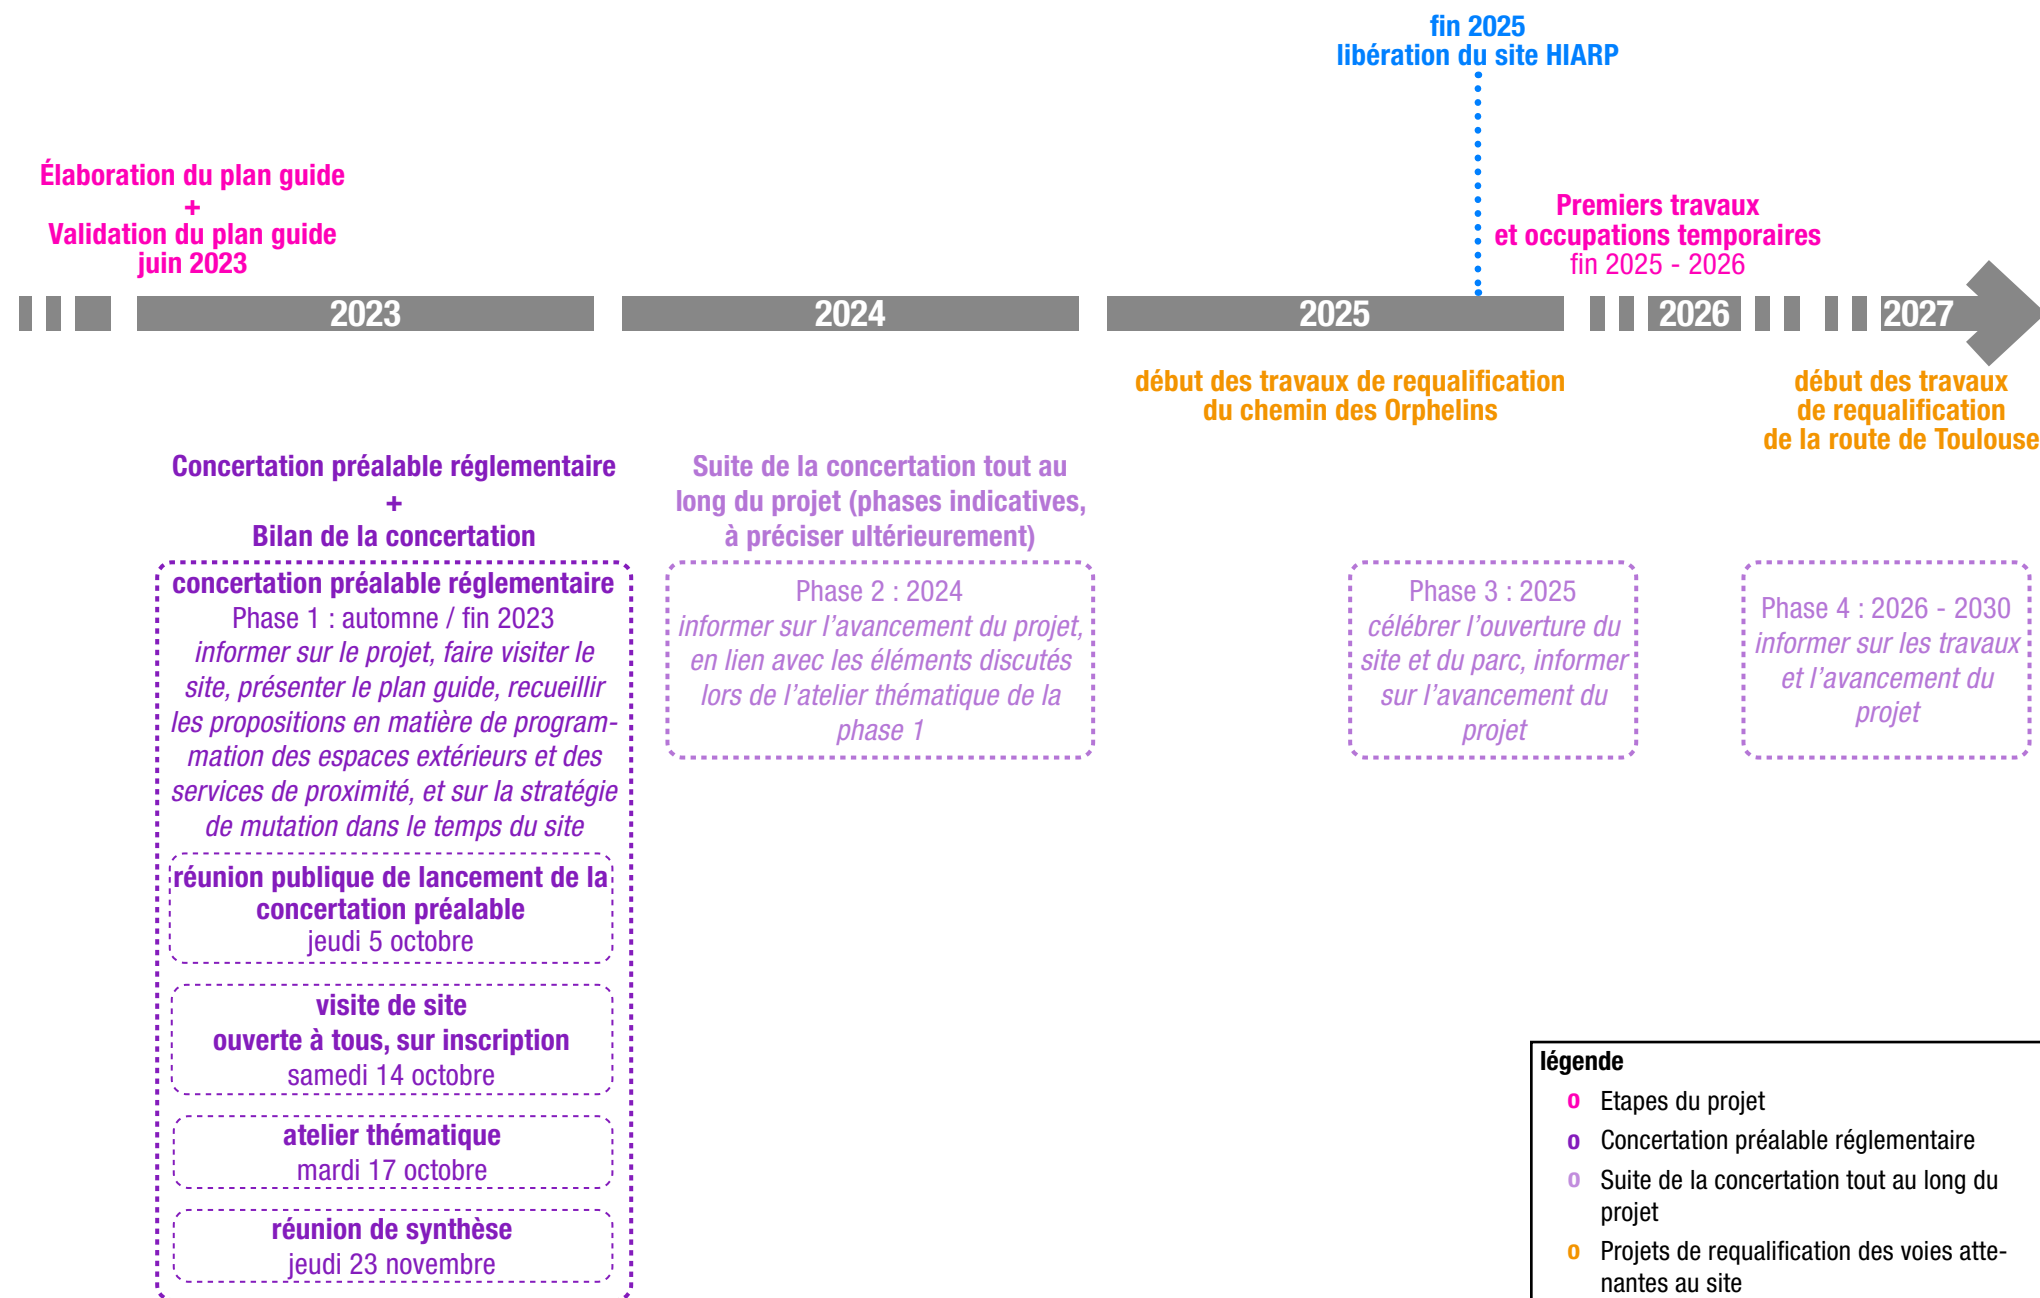 fin 2025
libération du site HIARP
Élaboration du plan guide
+
Validation du plan guide
juin 2023
Premiers travaux
et occupations temporaires
fin 2025 - 2026
2023
2024
2025
2026
2027
début des travaux de requalification
du chemin des Orphelins
début des travaux
de requalification
de la route de Toulouse
Concertation préalable réglementaire
+
Bilan de la concertation
concertation préalable réglementaire
Phase 1 : automne / fin 2023
informer sur le projet, faire visiter le
site, présenter le plan guide, recueillir
les propositions en matière de program-
mation des espaces extérieurs et des
services de proximité, et sur la stratégie
de mutation dans le temps du site
réunion publique de lancement de la
concertation préalable
jeudi 5 octobre
visite de site
ouverte à tous, sur inscription
samedi 14 octobre
atelier thématique
mardi 17 octobre
réunion de synthèse
jeudi 23 novembre
Suite de la concertation tout au
long du projet (phases indicatives,
à préciser ultérieurement)
Phase 2 : 2024
informer sur l'avancement du projet,
en lien avec les éléments discutés
lors de l'atelier thématique de la
phase 1
Phase 3 : 2025
célébrer l'ouverture du
site et du parc, informer
sur l'avancement du
projet
Phase 4 : 2026 - 2030
informer sur les travaux
et l'avancement du
projet
légende
o Etapes du projet
o Concertation préalable réglementaire
o Suite de la concertation tout au long du
projet
o Projets de requalification des voies atte-
nantes au site